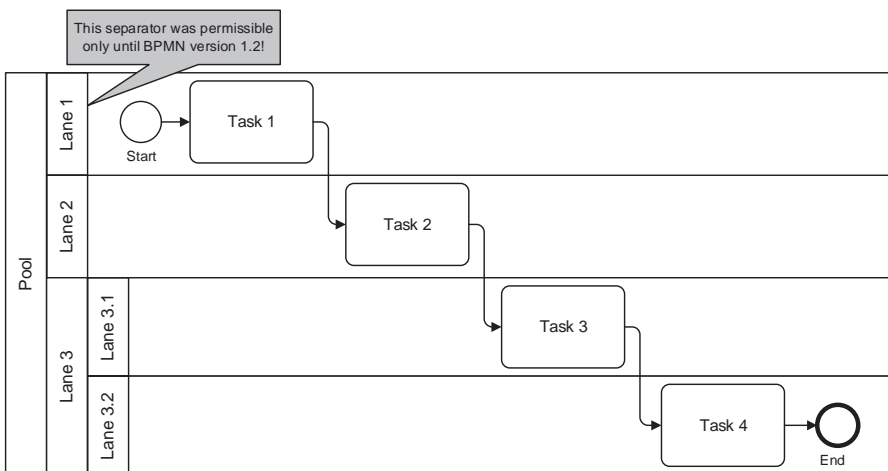 This separator was permissible
only until BPMN version 1.2!
Pool
Lane 1
Start
Task 1
Lane 2
Task 2
Lane 3
Lane 3.1
Task 3
Lane 3.2
Task 4
End